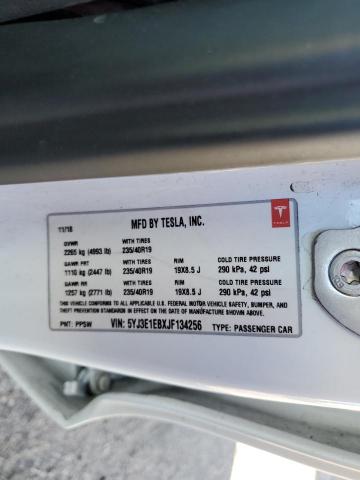 11/18 MFD BY TESLA, INC.
TESLA
GVWR WITH TIRES
2265 kg (4993 lb) 235/40R19
GAWR FRT WITH TIRES RIM COLD TIRE PRESSURE
1110 kg (2447 lb) 235/40R19 19X8.5 J 290 kPa, 42 psi
GAWR RR WITH TIRES RIM COLD TIRE PRESSURE
1257 kg (2771 lb) 235/40R19 19X8.5 J 290 kPa, 42 psi
THIS VEHICLE CONFORMS TO ALL APPLICABLE FEDERAL MOTOR VEHICLE SAFETY, BUMPER, AND
THEFT PREVENTION STANDARDS IN EFFECT ON THE DATE OF MANUFACTURE SHOWN ABOVE.
PMT: PPSW VIN: 5YJ3E1EBXJF134256 TYPE: PASSENGER CAR